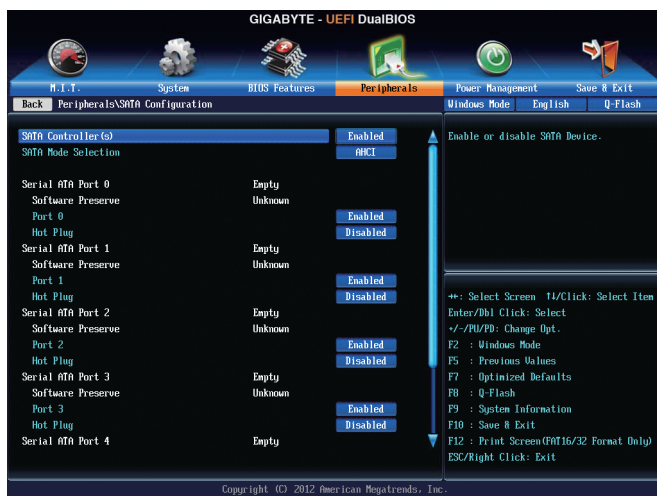 GIGABYTE - UEFI DualBIOS
M.I.T. System BIOS Features Peripherals Power Management Save & Exit
Back Peripherals\SATA Configuration Windows Mode English Q-Flash
SATA Controller(s) Enabled
SATA Mode Selection AHCI
Serial ATA Port 0 Empty
Software Preserve Unknown
Port 0 Enabled
Hot Plug Disabled
Serial ATA Port 1 Empty
Software Preserve Unknown
Port 1 Enabled
Hot Plug Disabled
Serial ATA Port 2 Empty
Software Preserve Unknown
Port 2 Enabled
Hot Plug Disabled
Serial ATA Port 3 Empty
Software Preserve Unknown
Port 3 Enabled
Hot Plug Disabled
Serial ATA Port 4 Empty
Enable or disable SATA Device.
→←: Select Screen ↑↓/Click: Select Item
Enter/Dbl Click: Select
+/-/PU/PD: Change Opt.
F2 : Windows Mode
F5 : Previous Values
F7 : Optimized Defaults
F8 : Q-Flash
F9 : System Information
F10 : Save & Exit
F12 : Print Screen(FAT16/32 Format Only)
ESC/Right Click: Exit
Copyright (C) 2012 American Megatrends, Inc.